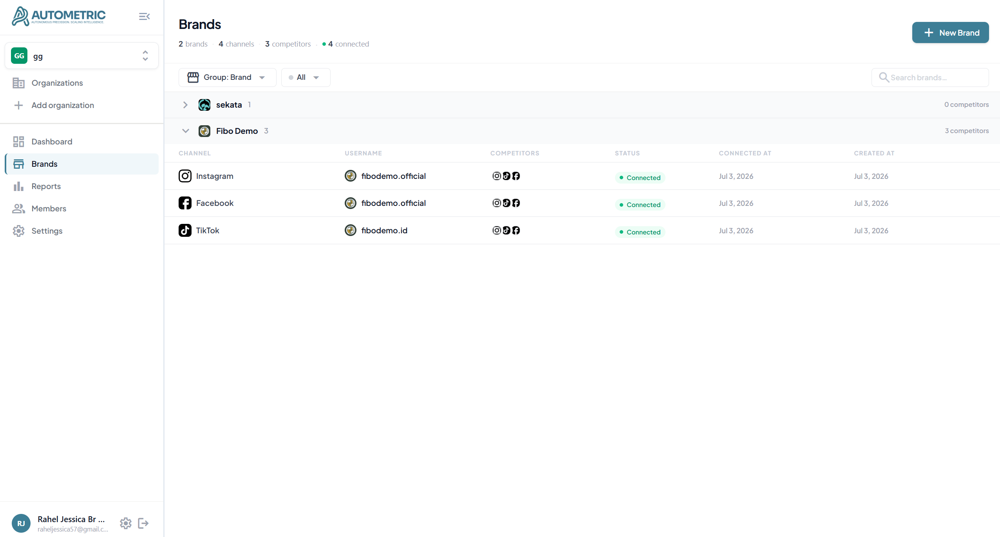 AUTOMETRIC
AUTONOMOUS PRECISSION. SCALING INTELLIGENCE.
GG gg
Organizations
Add organization
Dashboard
Brands
Reports
Members
Settings
RJ
Rahel Jessica Br ...
raheljessica57@gmail.c...
Brands
2 brands · 4 channels · 3 competitors · 4 connected
New Brand
Group: Brand
All
Search brands...
sekata 1
0 competitors
Fibo Demo 3
3 competitors
CHANNEL USERNAME COMPETITORS STATUS CONNECTED AT CREATED AT
Instagram fibodemo.official Connected Jul 3, 2026 Jul 3, 2026
Facebook fibodemo.official Connected Jul 3, 2026 Jul 3, 2026
TikTok fibodemo.id Connected Jul 3, 2026 Jul 3, 2026